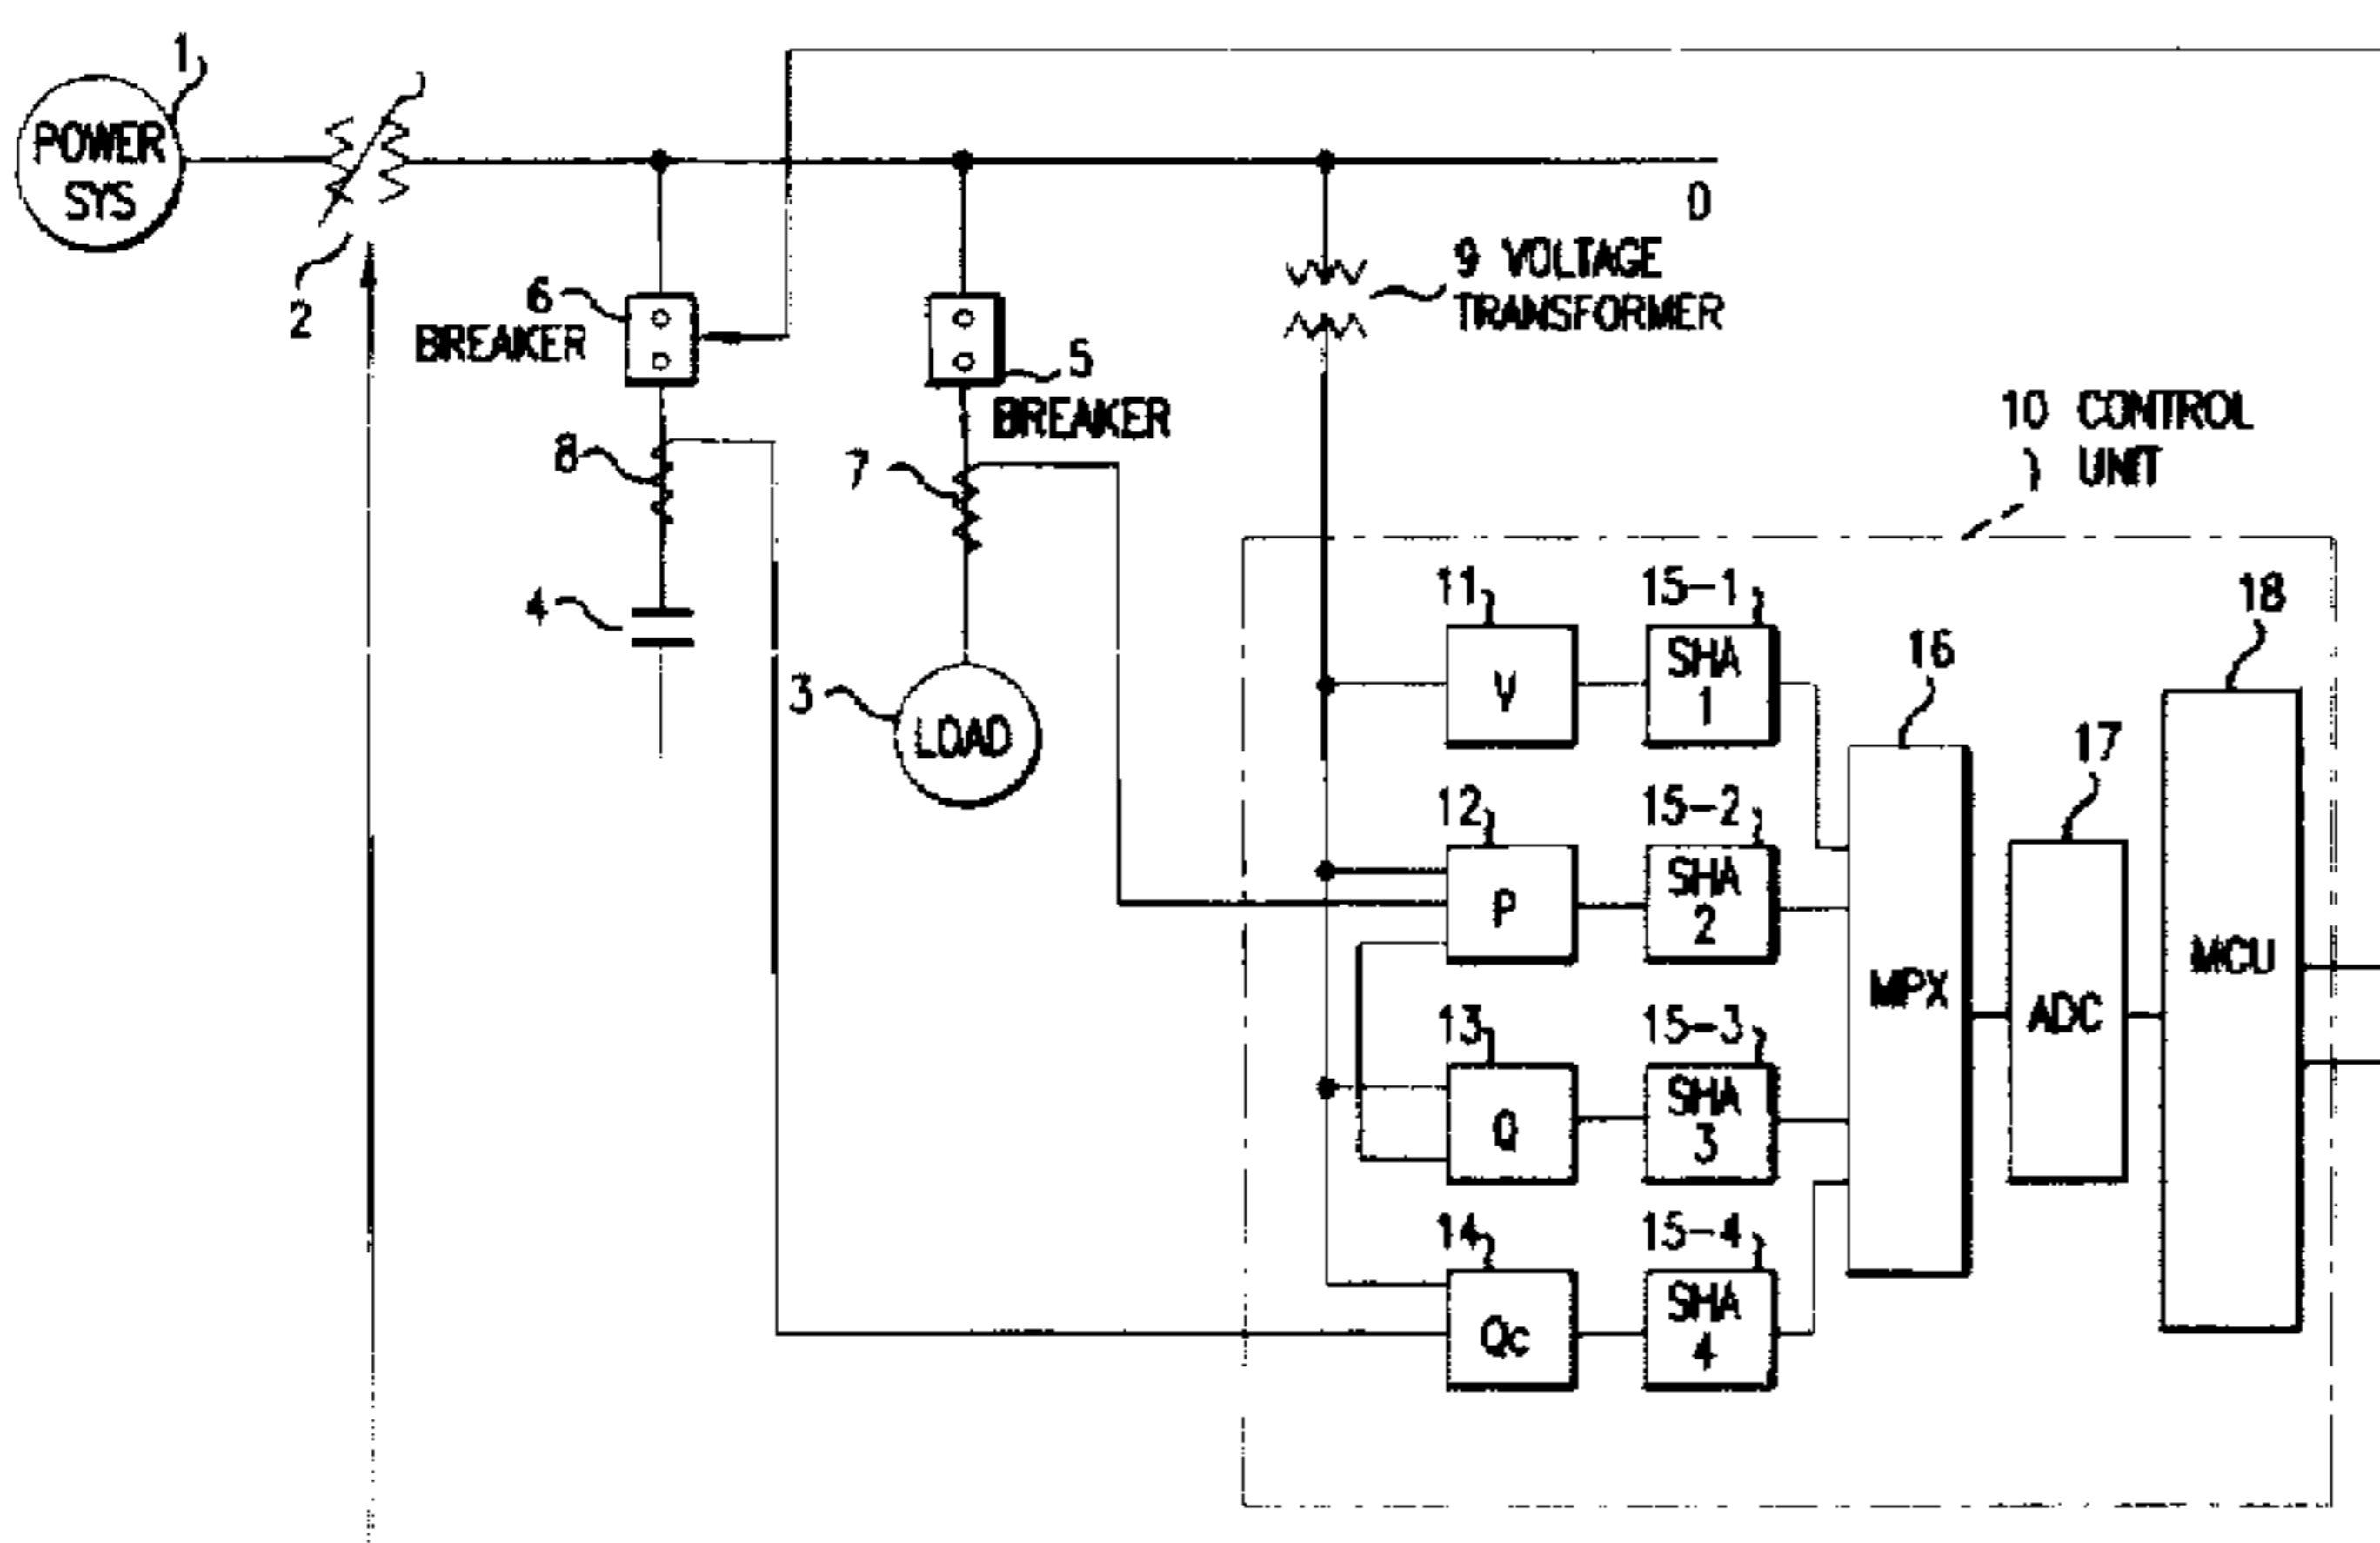 1
POWER
SYS
2
O
9 VOLTAGE
TRANSFORMER
6
BREAKER
5
BREAKER
8
7
4
3
LOAD
10 CONTROL
UNIT
11
V
15-1
SHA
1
12
P
15-2
SHA
2
13
Q
15-3
SHA
3
14
Qc
15-4
SHA
4
16
MPX
17
ADC
18
MCU